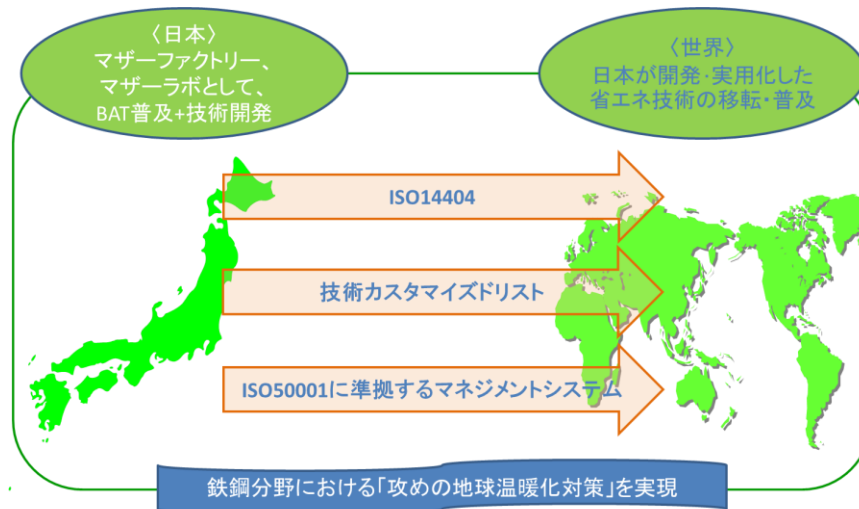 〈日本〉
マザーファクトリー、
マザーラボとして、
BAT普及+技術開発
〈世界〉
日本が開発・実用化した
省エネ技術の移転・普及
ISO14404
技術カスタマイズドリスト
ISO50001に準拠するマネジメントシステム
鉄鋼分野における「攻めの地球温暖化対策」を実現